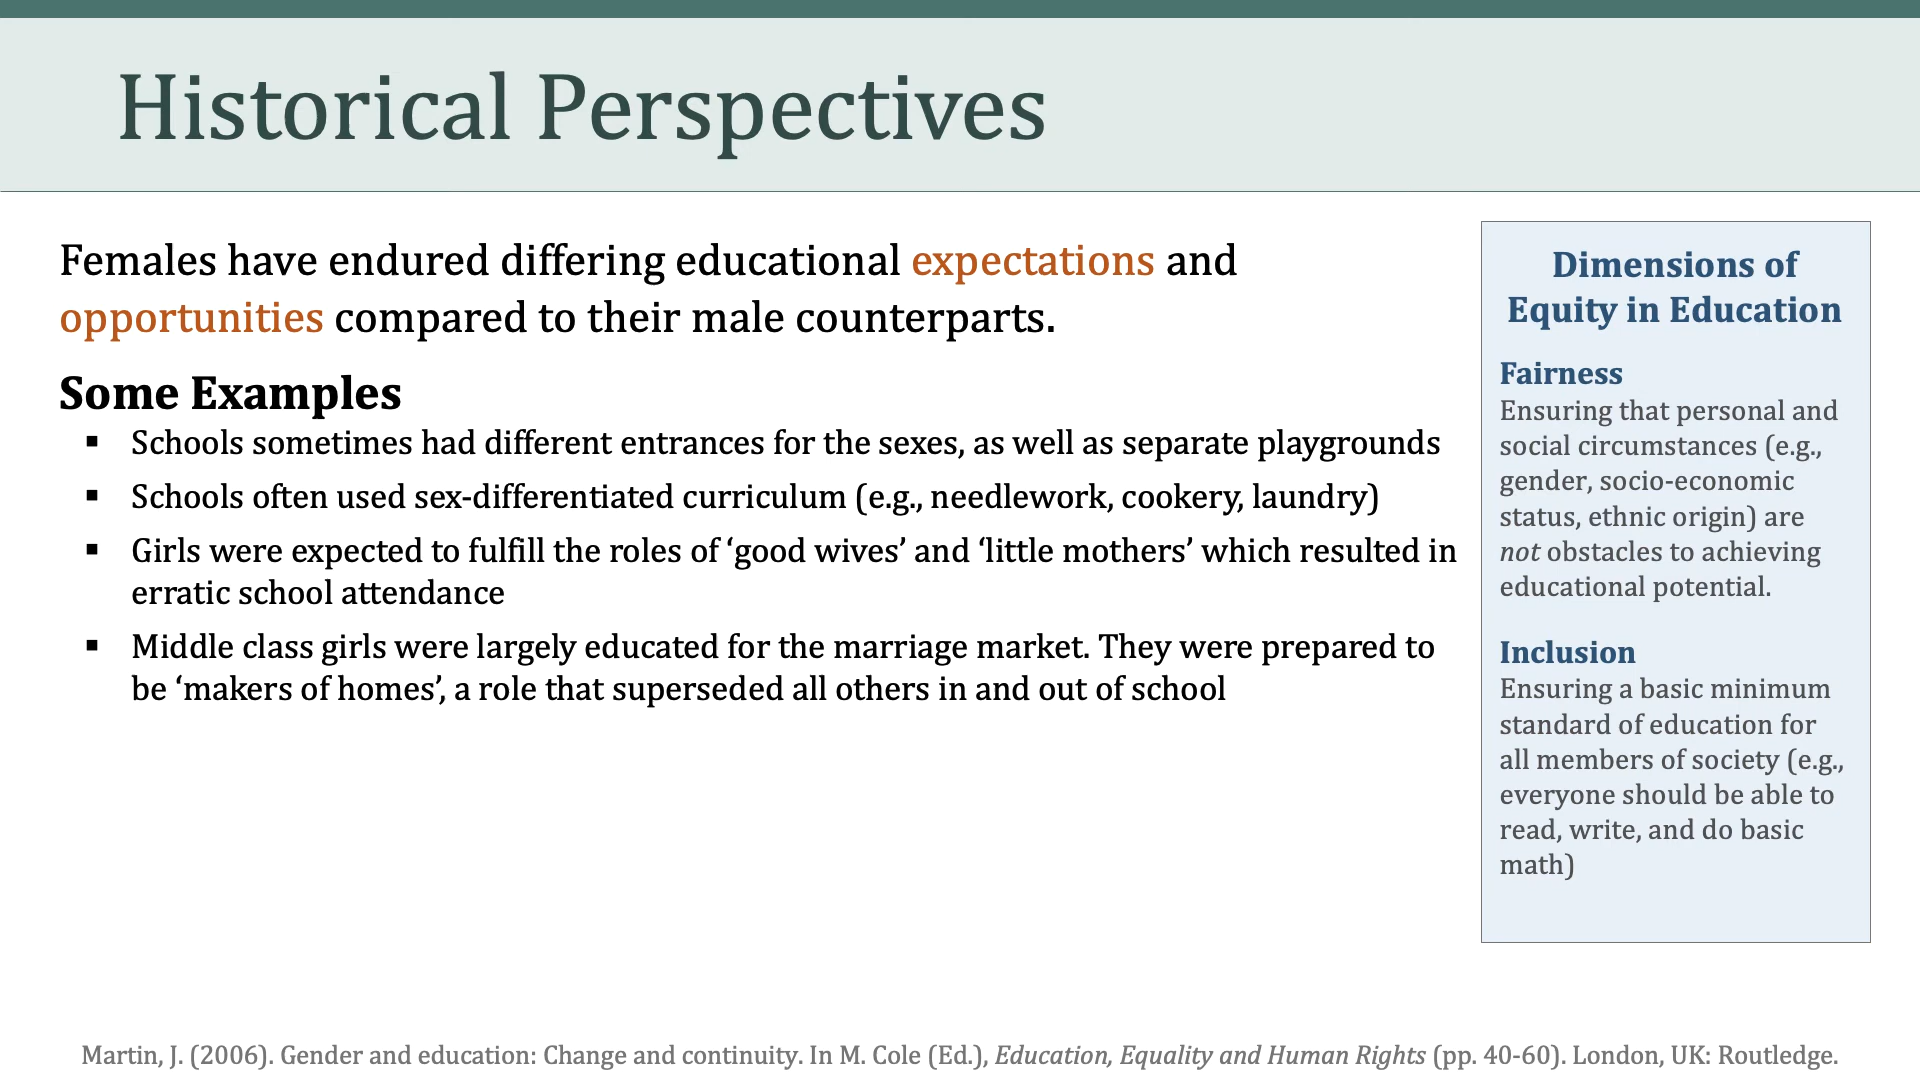 Historical Perspectives
Females have endured differing educational expectations and
opportunities compared to their male counterparts.
Some Examples
▪ Schools sometimes had different entrances for the sexes, as well as separate playgrounds
▪ Schools often used sex-differentiated curriculum (e.g., needlework, cookery, laundry)
▪ Girls were expected to fulfill the roles of ‘good wives’ and ‘little mothers’ which resulted in
erratic school attendance
▪ Middle class girls were largely educated for the marriage market. They were prepared to
be ‘makers of homes’, a role that superseded all others in and out of school
Dimensions of
Equity in Education
Fairness
Ensuring that personal and
social circumstances (e.g.,
gender, socio-economic
status, ethnic origin) are
not obstacles to achieving
educational potential.
Inclusion
Ensuring a basic minimum
standard of education for
all members of society (e.g.,
everyone should be able to
read, write, and do basic
math)
Martin, J. (2006). Gender and education: Change and continuity. In M. Cole (Ed.), Education, Equality and Human Rights (pp. 40-60). London, UK: Routledge.